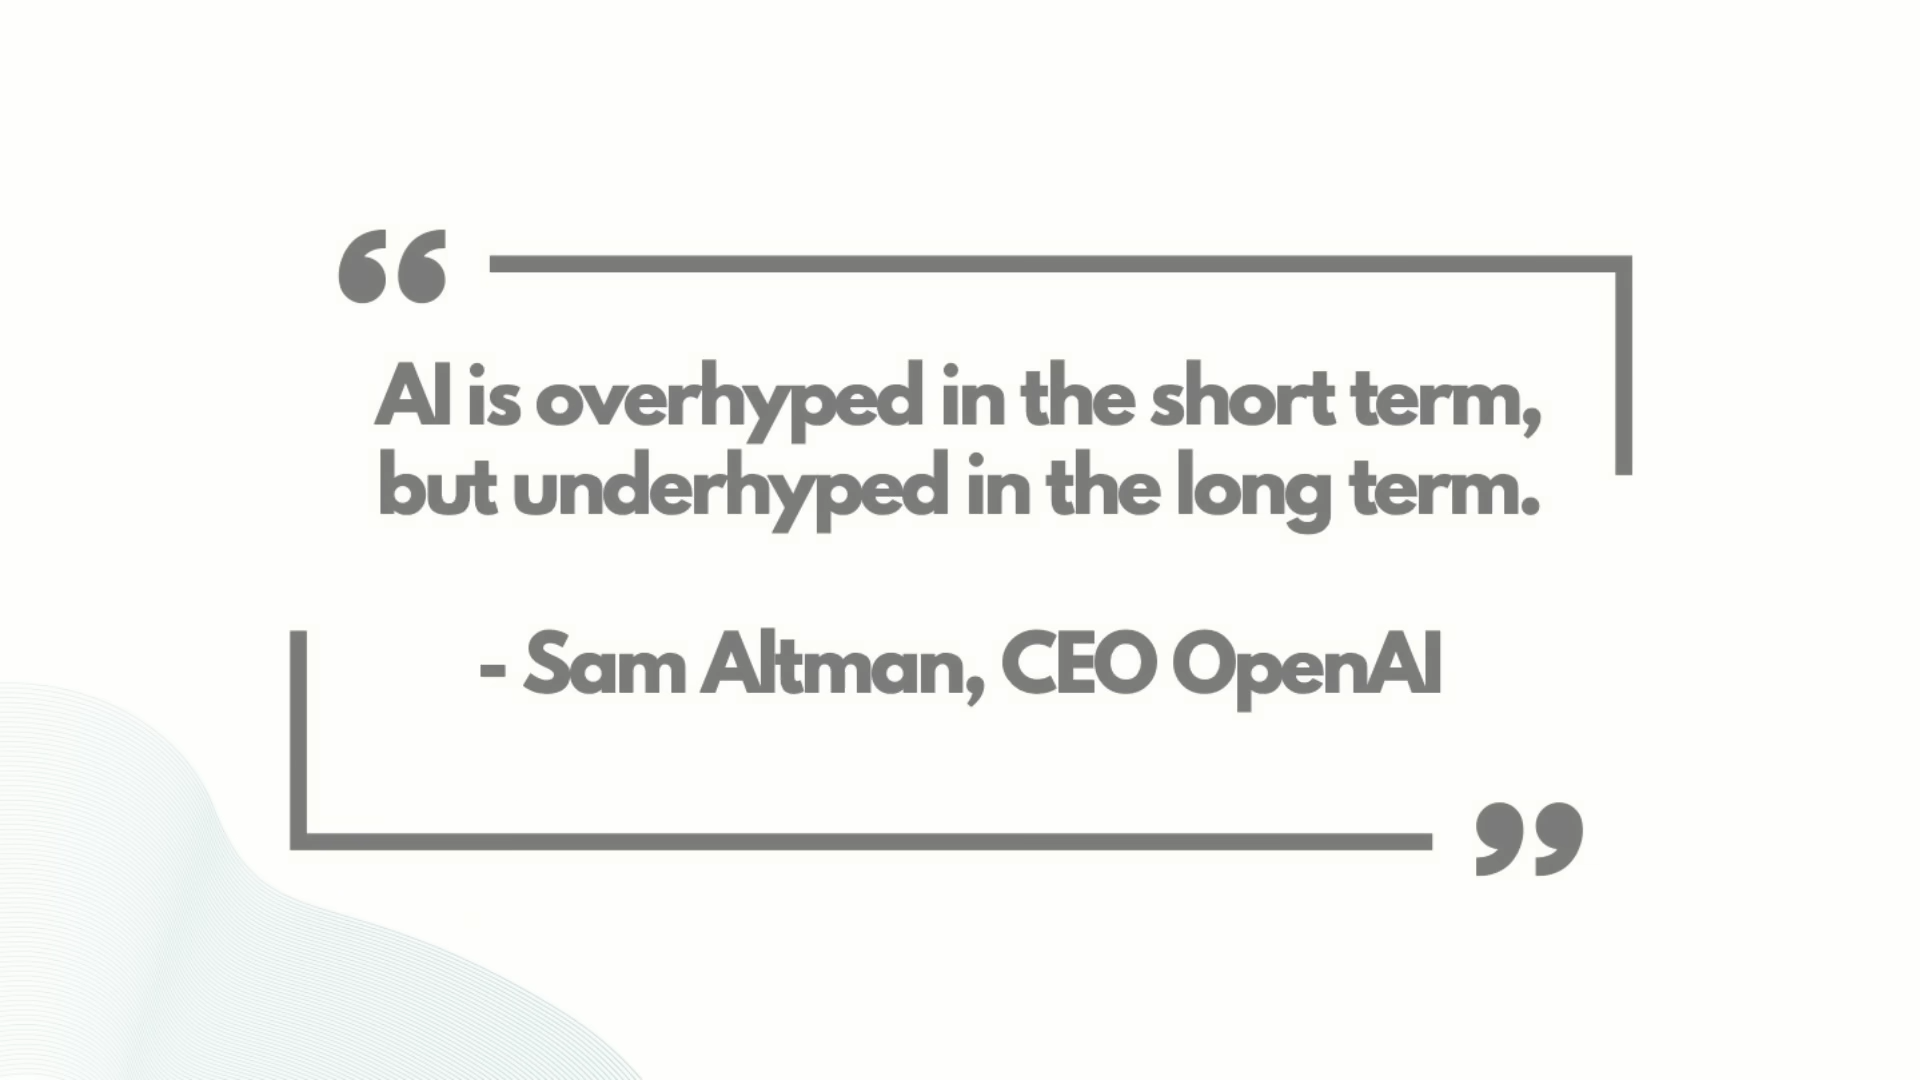 “
AI is overhyped in the short term,
but underhyped in the long term.
- Sam Altman, CEO OpenAI
”